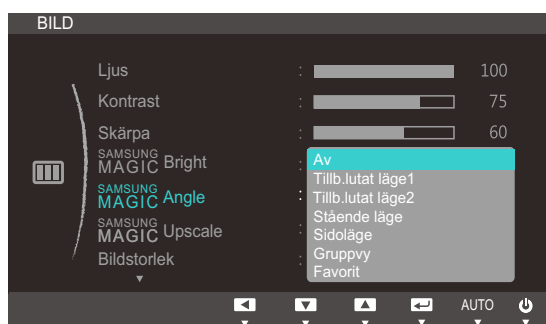 BILD
Ljus : 100
Kontrast : 75
Skärpa : 60
SAMSUNG MAGIC Bright :
SAMSUNG MAGIC Angle :
SAMSUNG MAGIC Upscale :
Bildstorlek :
Av
Tillb.lutat läge1
Tillb.lutat läge2
Stående läge
Sidoläge
Gruppvy
Favorit
AUTO